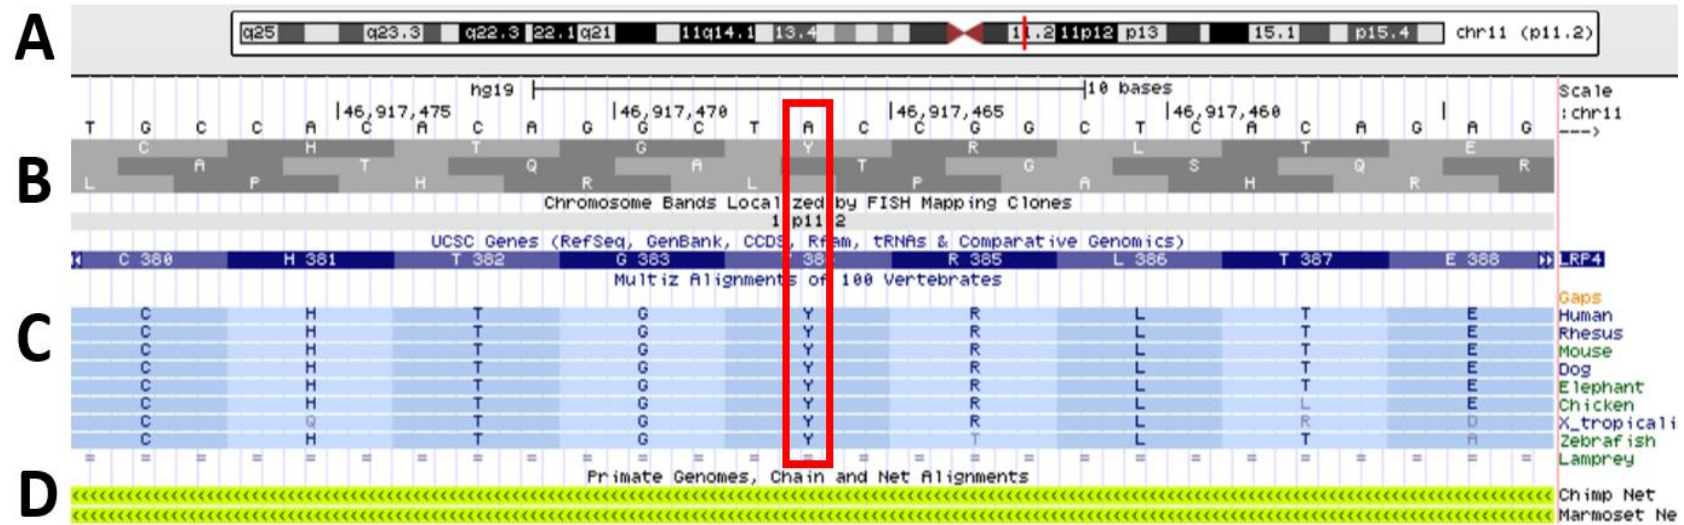 A
q25 q23.3 q22.3 22.1 q21 11q14.1 13.4 11.2 11p12 p13 15.1 p15.4 chr11 (p11.2)
hg19 10 bases Scale
|46,917,475 |46,917,470 |46,917,465 |46,917,460 | :chr11
T G C C A C A C A G G C T A C C G G C T C A C A G A G --->
B
C H T G Y R L T E
A T Q A T G S Q R
L P H R L P A H R
Chromosome Bands Localized by FISH Mapping Clones
11p11.2
UCSC Genes (RefSeq, GenBank, CCDS, Rfam, tRNAs & Comparative Genomics)
C 380 H 381 T 382 G 383 Y 384 R 385 L 386 T 387 E 388 LRP4
Multiz Alignments of 100 Vertebrates
C
Gaps
C H T G Y R L T E Human
C H T G Y R L T E Rhesus
C H T G Y R L T E Mouse
C H T G Y R L T E Dog
C H T G Y R L T E Elephant
C H T G Y R L L E Chicken
C Q T G Y R L R D X_tropicali
C H T G Y T L T A Zebrafish
= = = = = = = = = = = = = = = = = = = = = = = = = = = Lamprey
D
Primate Genomes, Chain and Net Alignments
Chimp Net
Marmoset Ne